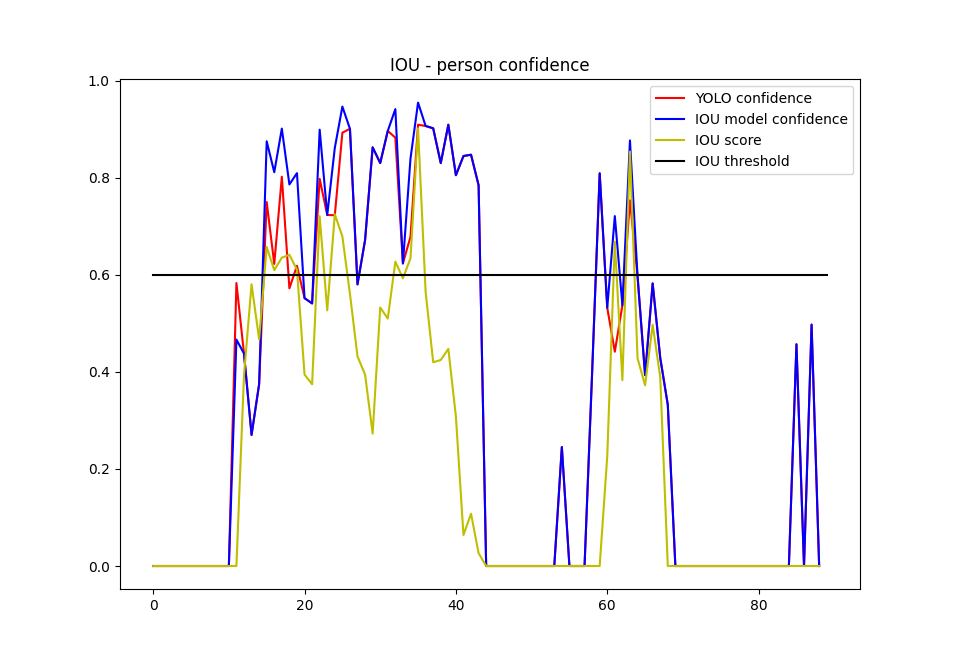 IOU - person confidence
YOLO confidence
IOU model confidence
IOU score
IOU threshold
1.0
0.8
0.6
0.4
0.2
0.0
0 20 40 60 80